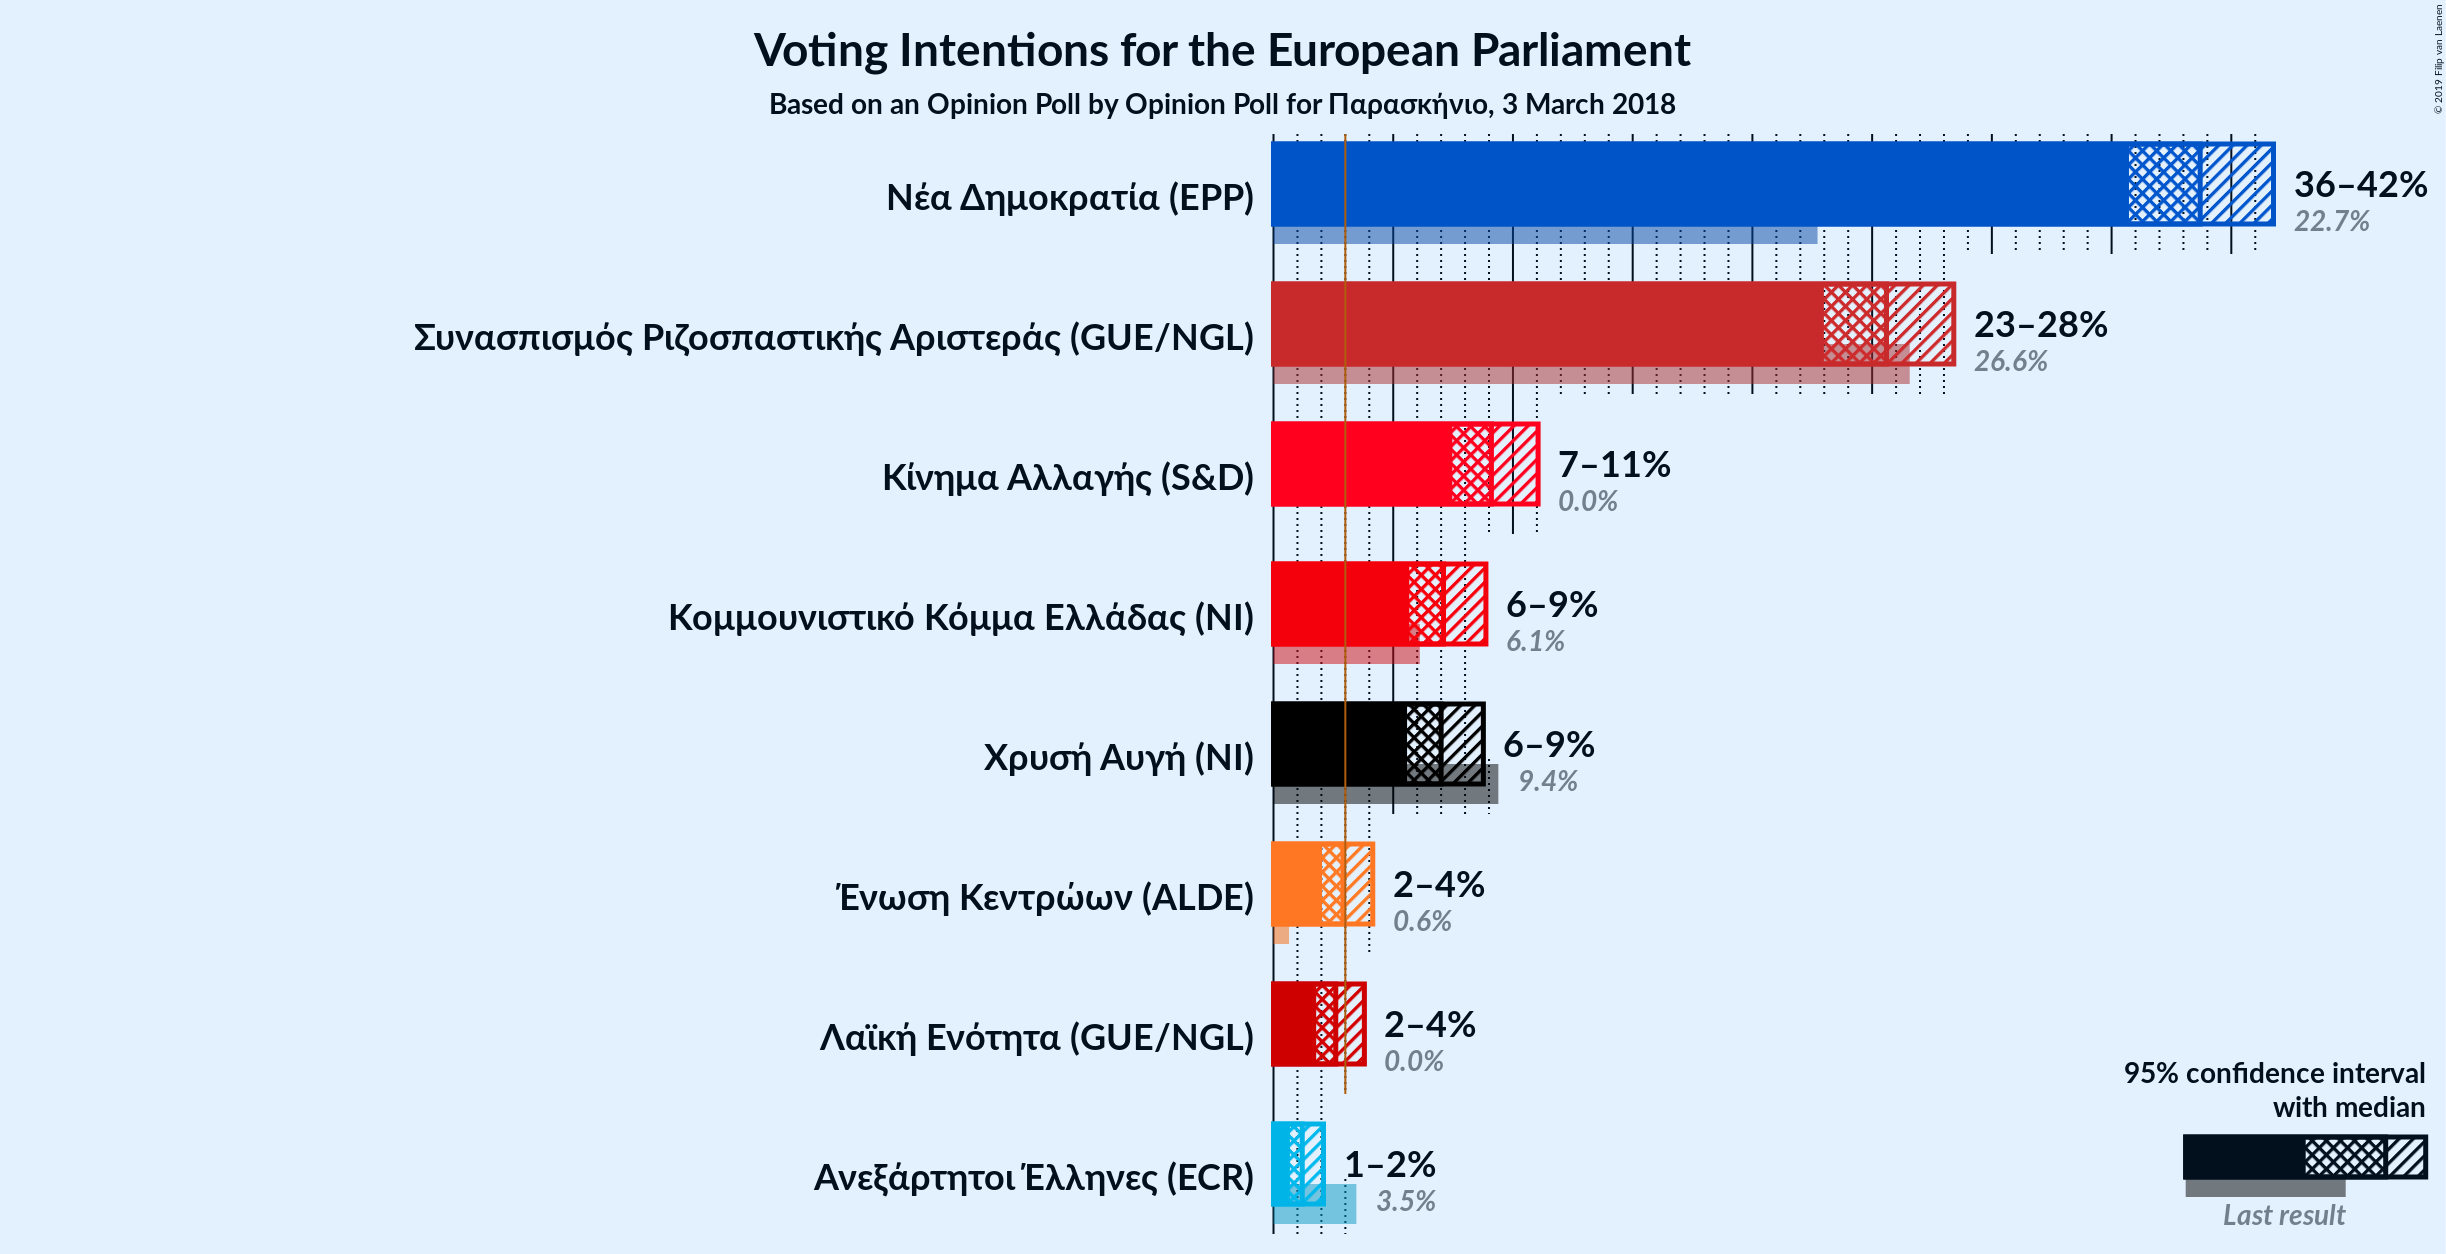 Voting Intentions for the European Parliament
Based on an Opinion Poll by Opinion Poll for Παρασκήνιο, 3 March 2018
© 2019 Filip van Laenen
Νέα Δημοκρατία (EPP)
36–42%
22.7%
Συνασπισμός Ριζοσπαστικής Αριστεράς (GUE/NGL)
23–28%
26.6%
Κίνημα Αλλαγής (S&D)
7–11%
0.0%
Κομμουνιστικό Κόμμα Ελλάδας (NI)
6–9%
6.1%
Χρυσή Αυγή (NI)
6–9%
9.4%
Ένωση Κεντρώων (ALDE)
2–4%
0.6%
Λαϊκή Ενότητα (GUE/NGL)
2–4%
0.0%
Ανεξάρτητοι Έλληνες (ECR)
1–2%
3.5%
95% confidence interval
with median
Last result